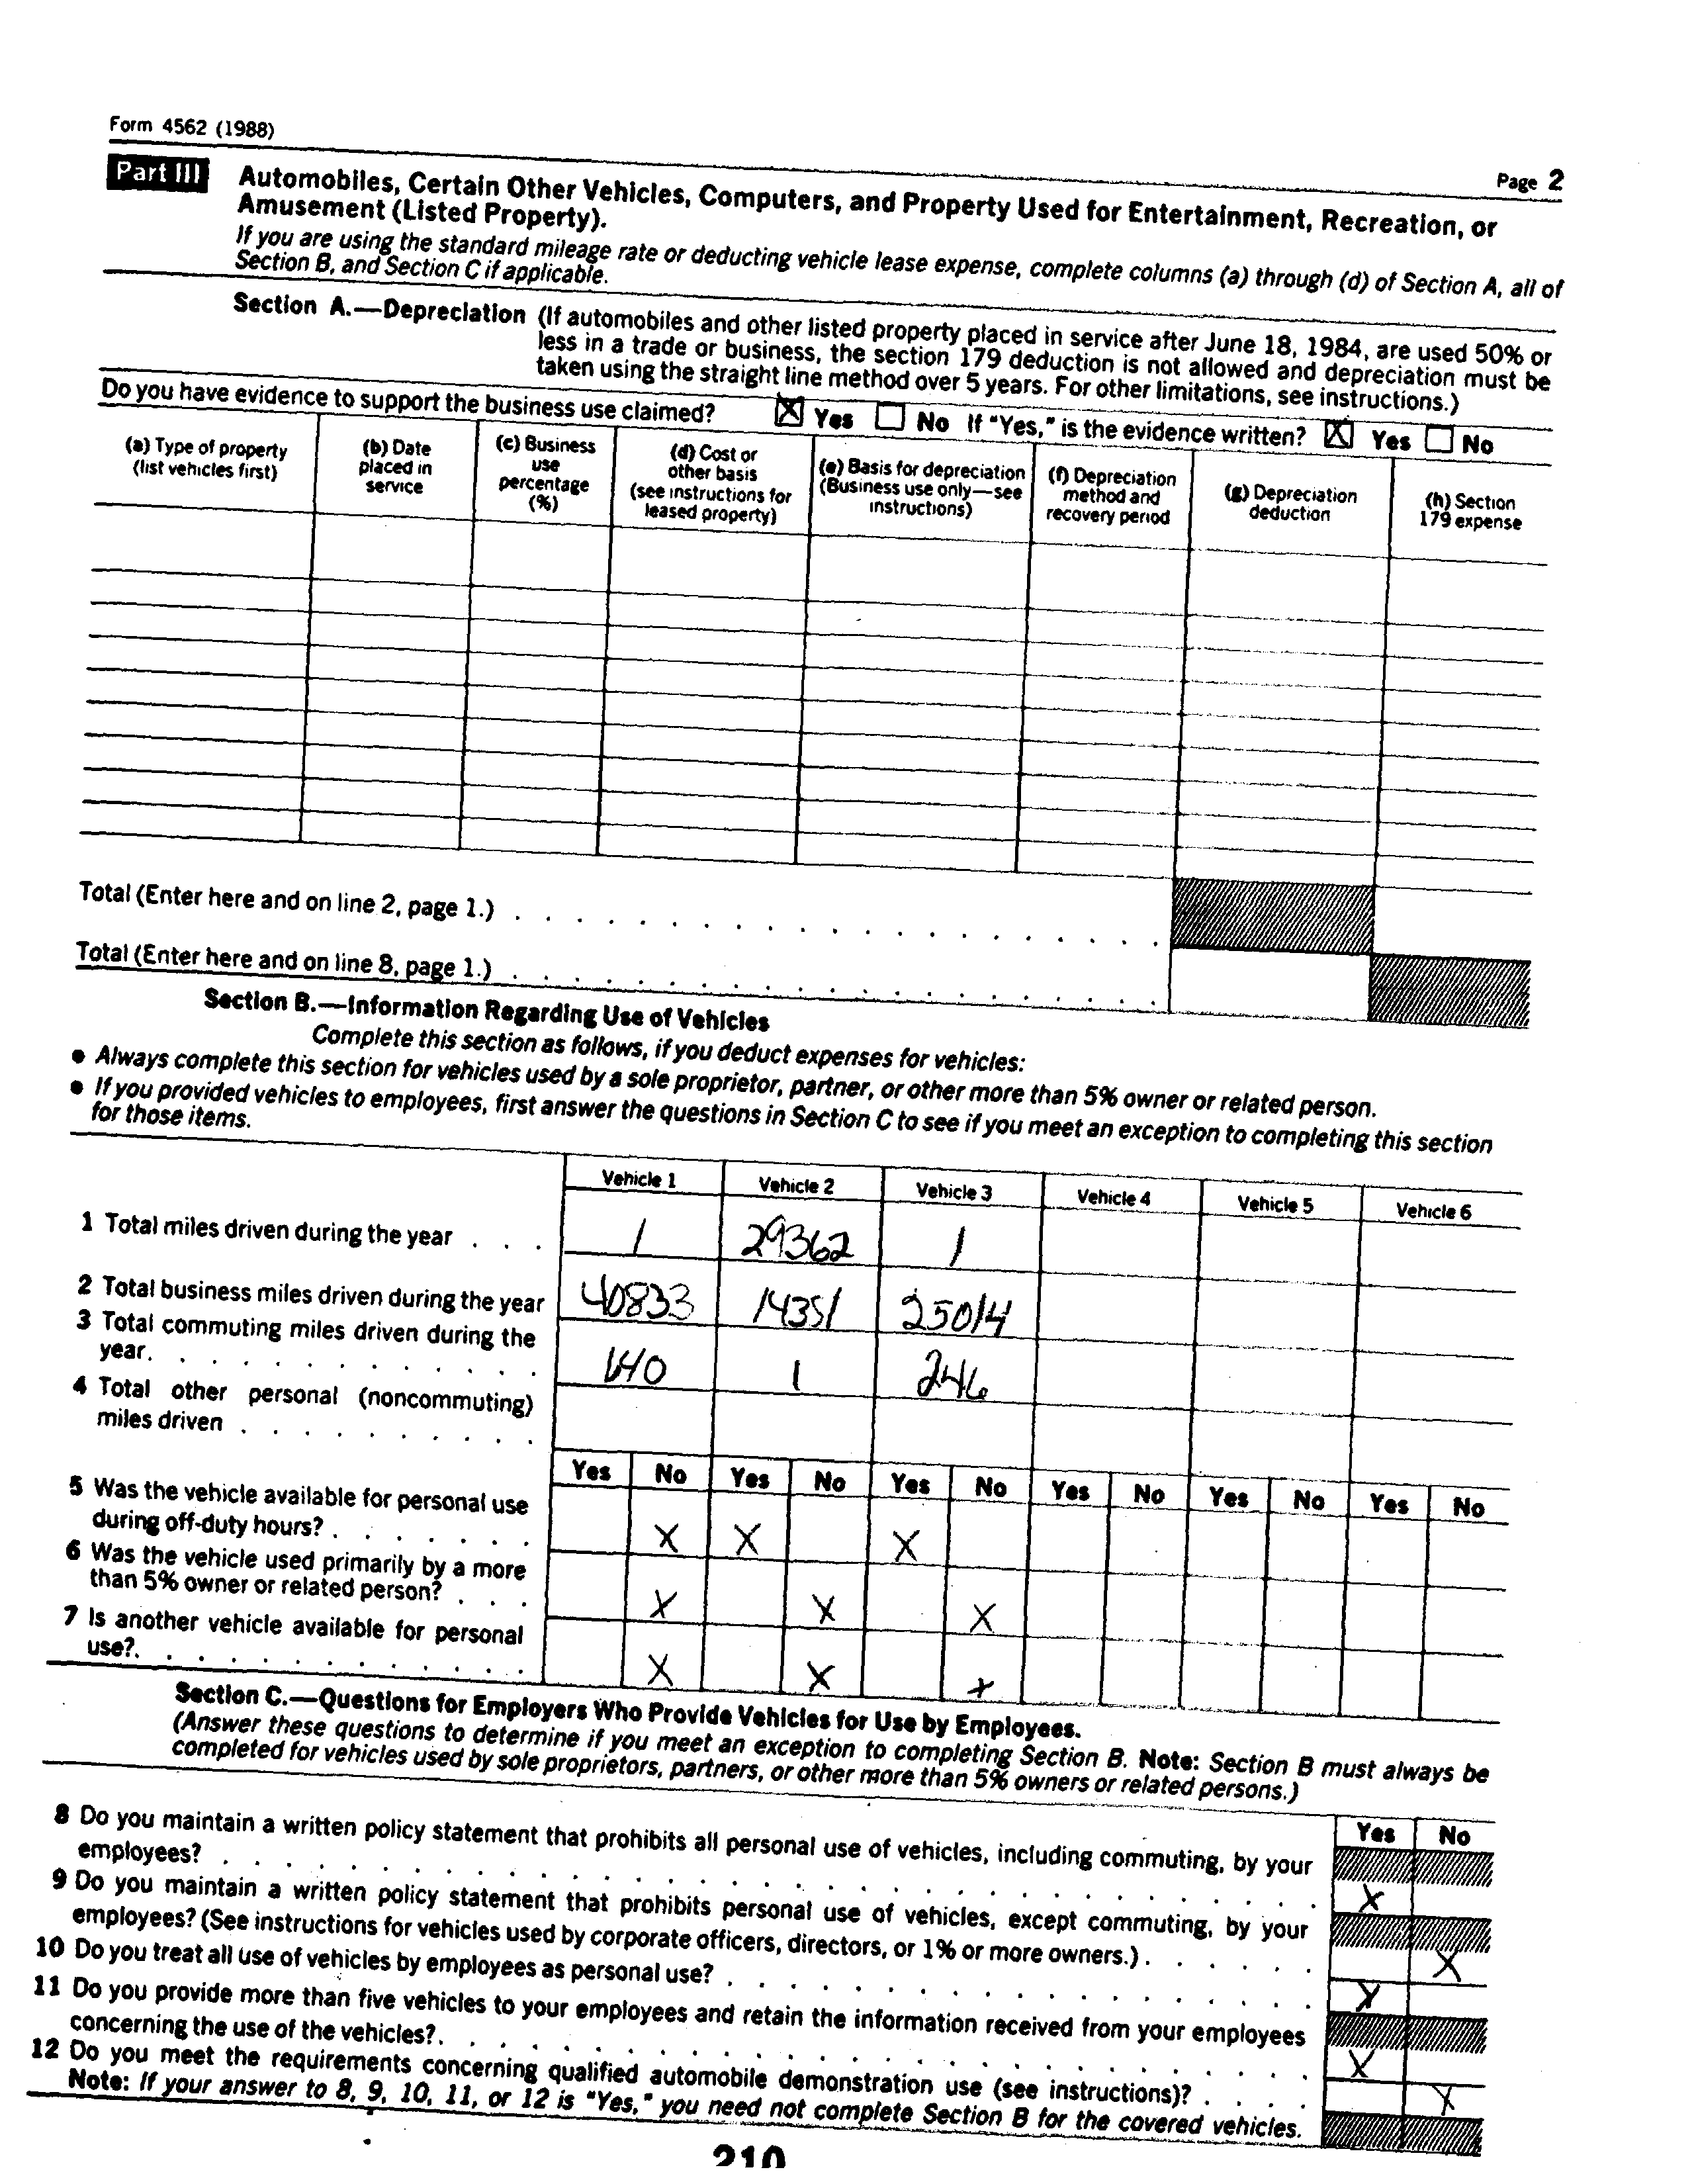 Form 4562 (1988)
Page 2
Part III Automobiles, Certain Other Vehicles, Computers, and Property Used for Entertainment, Recreation, or
Amusement (Listed Property).
If you are using the standard mileage rate or deducting vehicle lease expense, complete columns (a) through (d) of Section A, all of
Section B, and Section C if applicable.
Section A.—Depreciation (If automobiles and other listed property placed in service after June 18, 1984, are used 50% or
less in a trade or business, the section 179 deduction is not allowed and depreciation must be
taken using the straight line method over 5 years. For other limitations, see instructions.)
Do you have evidence to support the business use claimed? X Yes No If "Yes," is the evidence written? X Yes No
(a) Type of property
(list vehicles first)
(b) Date
placed in
service
(c) Business
use
percentage
(%)
(d) Cost or
other basis
(see instructions for
leased property)
(e) Basis for depreciation
(Business use only—see
instructions)
(f) Depreciation
method and
recovery period
(g) Depreciation
deduction
(h) Section
179 expense
Total (Enter here and on line 2, page 1.) . . . . . . . . . . . . . . . . . . . . .
Total (Enter here and on line 8, page 1.) . . . . . . . . . . . . . . . . . . . . .
Section B.—Information Regarding Use of Vehicles
Complete this section as follows, if you deduct expenses for vehicles:
● Always complete this section for vehicles used by a sole proprietor, partner, or other more than 5% owner or related person.
● If you provided vehicles to employees, first answer the questions in Section C to see if you meet an exception to completing this section
for those items.
Vehicle 1 Vehicle 2 Vehicle 3 Vehicle 4 Vehicle 5 Vehicle 6
1 Total miles driven during the year . . . 1 29362 1
2 Total business miles driven during the year 40833 14351 25014
3 Total commuting miles driven during the
year. . . . . . . . . . . . . 140 1 246
4 Total other personal (noncommuting)
miles driven . . . . . . . . . .
Yes No Yes No Yes No Yes No Yes No Yes No
5 Was the vehicle available for personal use
during off-duty hours? . . . . . . . X X X
6 Was the vehicle used primarily by a more
than 5% owner or related person? . . . X X X
7 Is another vehicle available for personal
use?. . . . . . . . . . . . . X X X
Section C.—Questions for Employers Who Provide Vehicles for Use by Employees.
(Answer these questions to determine if you meet an exception to completing Section B. Note: Section B must always be
completed for vehicles used by sole proprietors, partners, or other more than 5% owners or related persons.)
Yes No
8 Do you maintain a written policy statement that prohibits all personal use of vehicles, including commuting, by your
employees? . . . . . . . . . . . . . . . . . . . . . . . . . . . . . . . . . . X
9 Do you maintain a written policy statement that prohibits personal use of vehicles, except commuting, by your
employees? (See instructions for vehicles used by corporate officers, directors, or 1% or more owners.) . . . . . . X
10 Do you treat all use of vehicles by employees as personal use? . . . . . . . . . . . . . . . . . . . X
11 Do you provide more than five vehicles to your employees and retain the information received from your employees
concerning the use of the vehicles?. . . . . . . . . . . . . . . . . . . . . . . . . . . . X
12 Do you meet the requirements concerning qualified automobile demonstration use (see instructions)? . . . . X
Note: If your answer to 8, 9, 10, 11, or 12 is "Yes," you need not complete Section B for the covered vehicles.
210